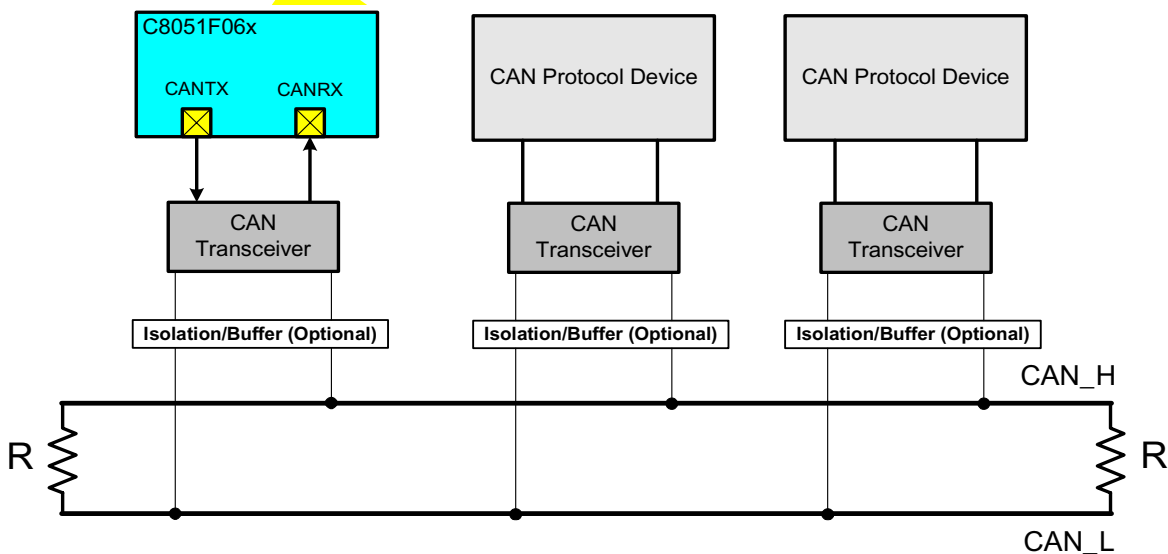 C8051F06x
CANTX
CANRX
CAN Protocol Device
CAN Protocol Device
CAN
Transceiver
CAN
Transceiver
CAN
Transceiver
Isolation/Buffer (Optional)
Isolation/Buffer (Optional)
Isolation/Buffer (Optional)
CAN_H
R
R
CAN_L